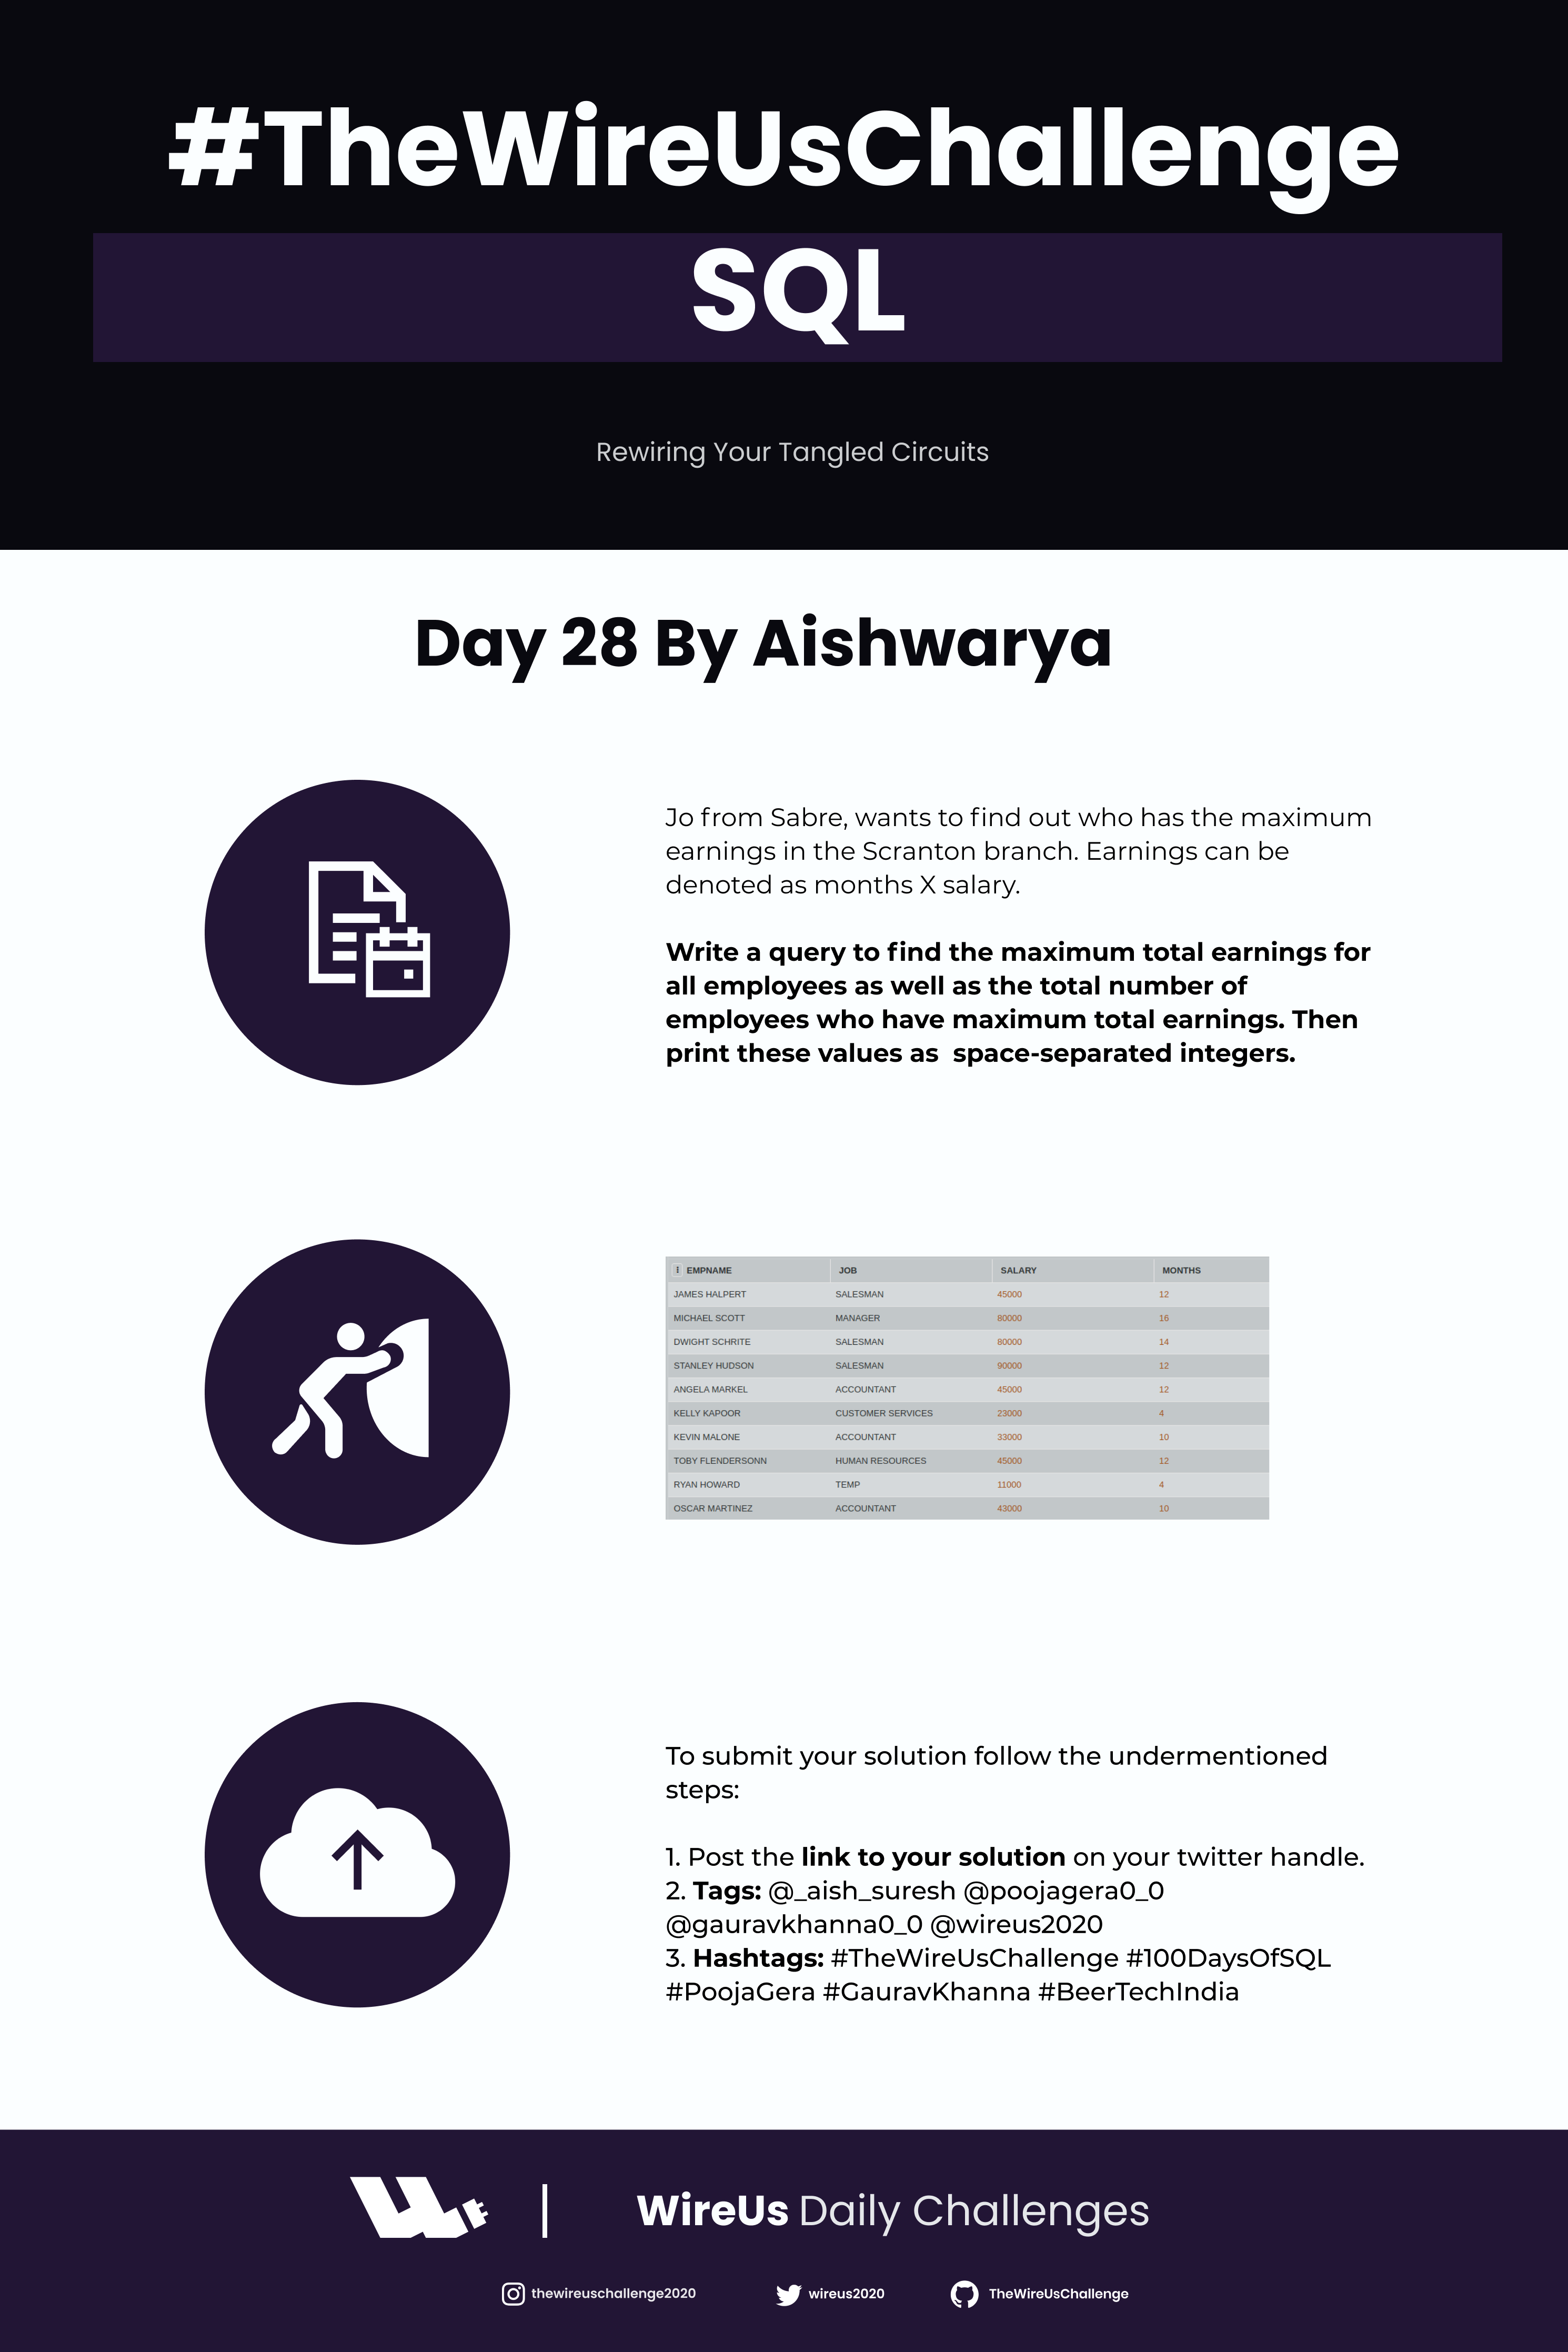 #TheWireUsChallenge
SQL
Rewiring Your Tangled Circuits
Day 28 By Aishwarya
Jo from Sabre, wants to find out who has the maximum
earnings in the Scranton branch. Earnings can be
denoted as months X salary.
Write a query to find the maximum total earnings for
all employees as well as the total number of
employees who have maximum total earnings. Then
print these values as  space-separated integers.
EMPNAME JOB SALARY MONTHS
JAMES HALPERT SALESMAN 45000 12
MICHAEL SCOTT MANAGER 80000 16
DWIGHT SCHRITE SALESMAN 80000 14
STANLEY HUDSON SALESMAN 90000 12
ANGELA MARKEL ACCOUNTANT 45000 12
KELLY KAPOOR CUSTOMER SERVICES 23000 4
KEVIN MALONE ACCOUNTANT 33000 10
TOBY FLENDERSONN HUMAN RESOURCES 45000 12
RYAN HOWARD TEMP 11000 4
OSCAR MARTINEZ ACCOUNTANT 43000 10
To submit your solution follow the undermentioned
steps:
1. Post the link to your solution on your twitter handle.
2. Tags: @_aish_suresh @poojagera0_0
@gauravkhanna0_0 @wireus2020
3. Hashtags: #TheWireUsChallenge #100DaysOfSQL
#PoojaGera #GauravKhanna #BeerTechIndia
WireUs Daily Challenges
thewireuschallenge2020 wireus2020 TheWireUsChallenge